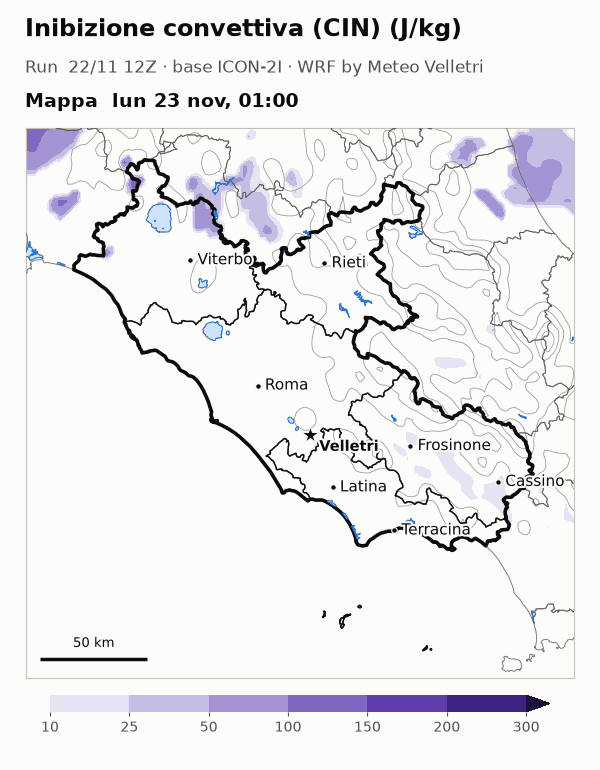 Inibizione convettiva (CIN) (J/kg)
Run  22/11 12Z · base ICON-2I · WRF by Meteo Velletri
Mappa  lun 23 nov, 01:00
Viterbo
Rieti
Roma
Velletri
Frosinone
Cassino
Latina
Terracina
50 km
10 25 50 100 150 200 300